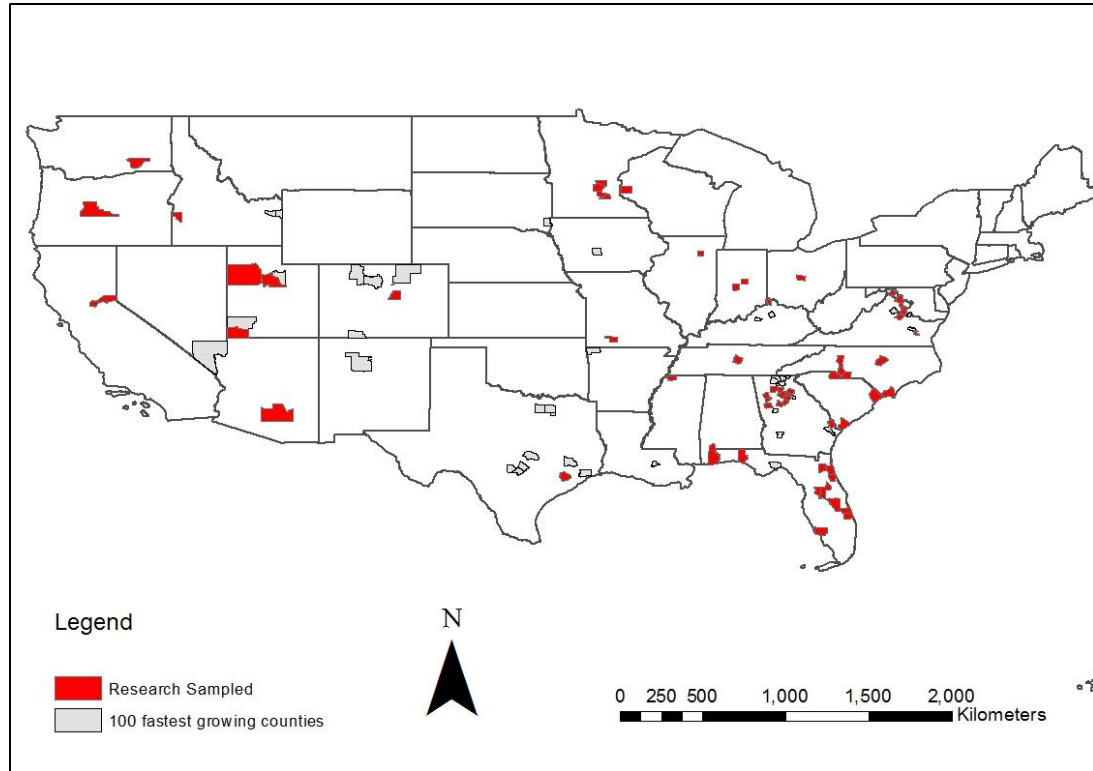 Legend
N
Research Sampled
100 fastest growing counties
0 250 500 1,000 1,500 2,000
Kilometers